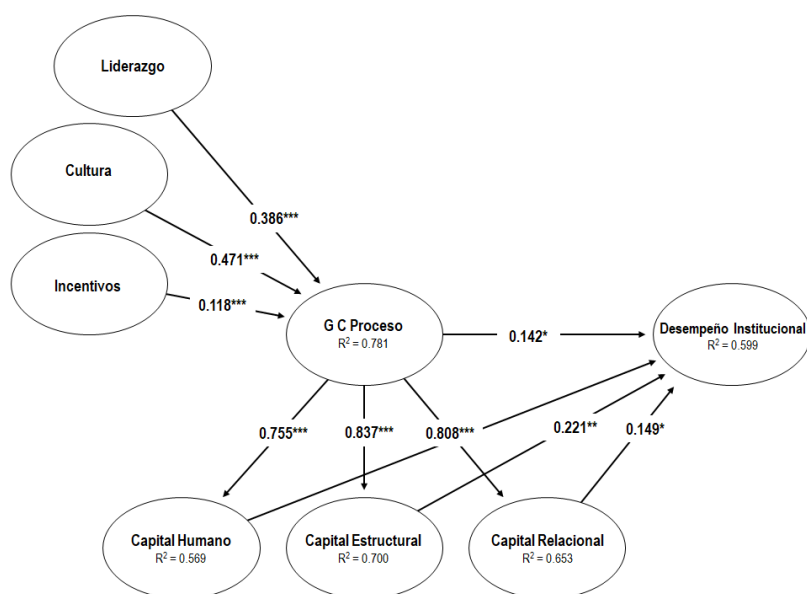 Liderazgo
Cultura
Incentivos
0.386***
0.471***
0.118***
G C Proceso
R² = 0.781
0.142*
Desempeño Institucional
R² = 0.599
0.755***
0.837***
0.808***
0.221**
0.149*
Capital Humano
R² = 0.569
Capital Estructural
R² = 0.700
Capital Relacional
R² = 0.653